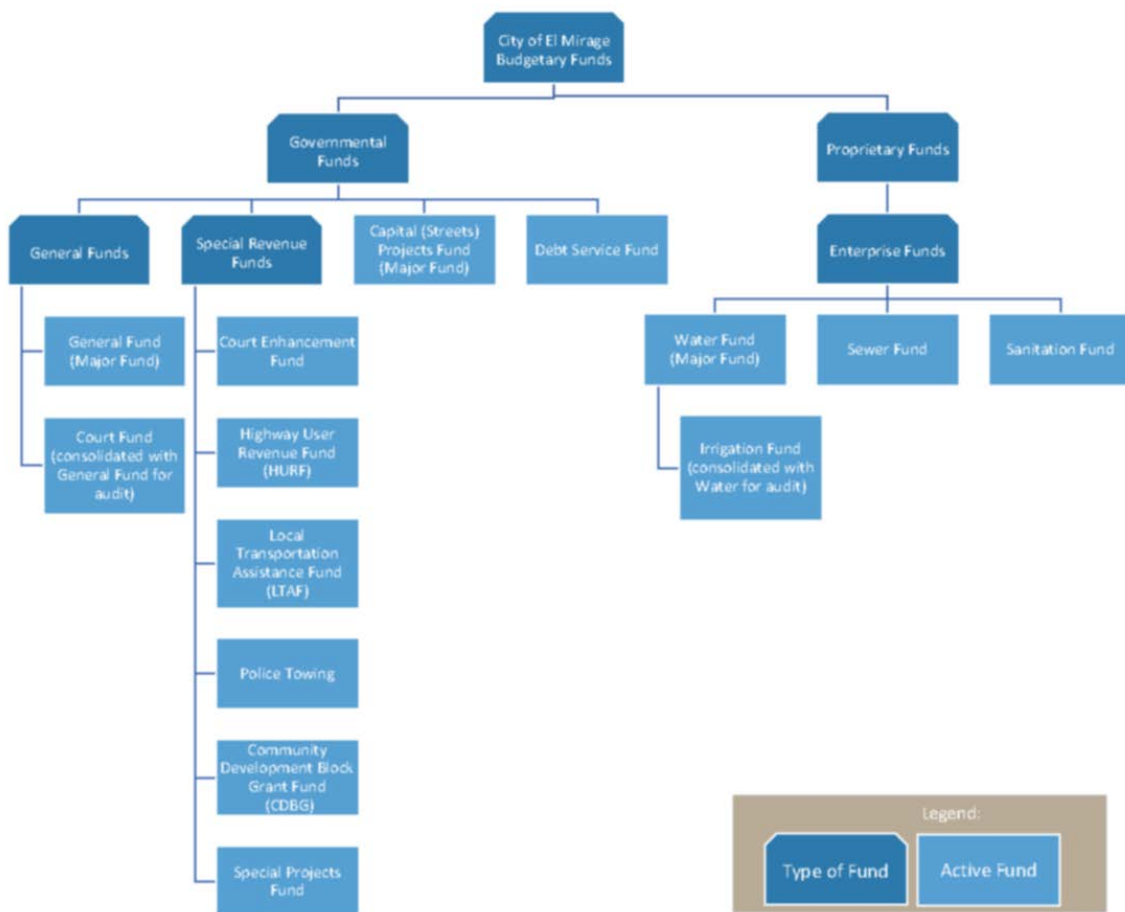 City of El Mirage
Budgetary Funds
Governmental
Funds
Proprietary Funds
General Funds
Special Revenue
Funds
Capital (Streets)
Projects Fund
(Major Fund)
Debt Service Fund
Enterprise Funds
General Fund
(Major Fund)
Court Fund
(consolidated with
General Fund for
audit)
Court Enhancement
Fund
Highway User
Revenue Fund
(HURF)
Local
Transportation
Assistance Fund
(LTAF)
Police Towing
Community
Development Block
Grant Fund
(CDBG)
Special Projects
Fund
Water Fund
(Major Fund)
Sewer Fund
Sanitation Fund
Irrigation Fund
(consolidated with
Water for audit)
Legend:
Type of Fund
Active Fund